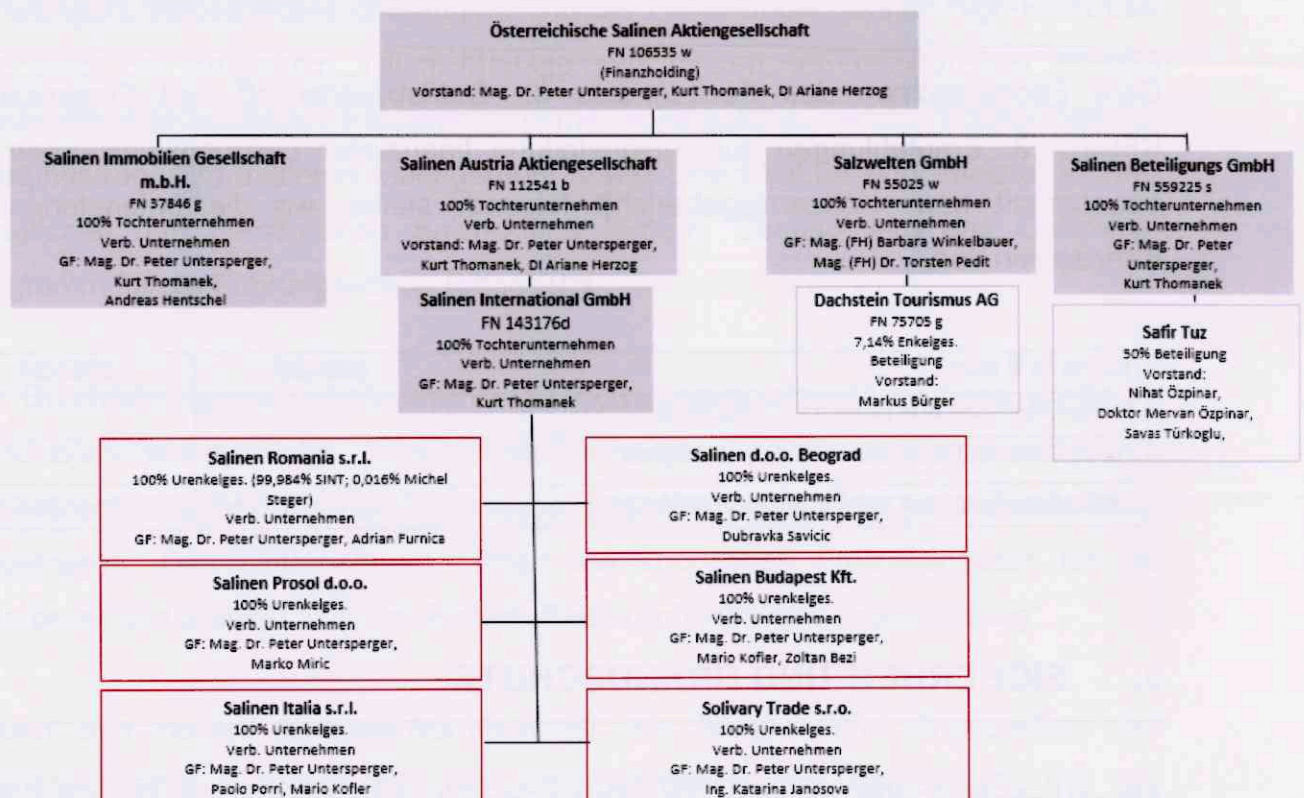 Österreichische Salinen Aktiengesellschaft
FN 106535 w
(Finanzholding)
Vorstand: Mag. Dr. Peter Untersperger, Kurt Thomanek, DI Ariane Herzog
Salinen Immobilien Gesellschaft
m.b.H.
FN 37846 g
100% Tochterunternehmen
Verb. Unternehmen
GF: Mag. Dr. Peter Untersperger,
Kurt Thomanek,
Andreas Hentschel
Salinen Austria Aktiengesellschaft
FN 112541 b
100% Tochterunternehmen
Verb. Unternehmen
Vorstand: Mag. Dr. Peter Untersperger,
Kurt Thomanek, DI Ariane Herzog
Salzwelten GmbH
FN 55025 w
100% Tochterunternehmen
Verb. Unternehmen
GF: Mag. (FH) Barbara Winkelbauer,
Mag. (FH) Dr. Torsten Pedit
Salinen Beteiligungs GmbH
FN 559225 s
100% Tochterunternehmen
Verb. Unternehmen
GF: Mag. Dr. Peter
Untersperger,
Kurt Thomanek
Salinen International GmbH
FN 143176d
100% Tochterunternehmen
Verb. Unternehmen
GF: Mag. Dr. Peter Untersperger,
Kurt Thomanek
Dachstein Tourismus AG
FN 75705 g
7,14% Enkelges.
Beteiligung
Vorstand:
Markus Bürger
Safir Tuz
50% Beteiligung
Vorstand:
Nihat Özpinar,
Doktor Mervan Özpinar,
Savas Türkoglu,
Salinen Romania s.r.l.
100% Urenkelges. (99,984% SINT; 0,016% Michel
Steger)
Verb. Unternehmen
GF: Mag. Dr. Peter Untersperger, Adrian Furnica
Salinen d.o.o. Beograd
100% Urenkelges.
Verb. Unternehmen
GF: Mag. Dr. Peter Untersperger,
Dubravka Savicic
Salinen Prosol d.o.o.
100% Urenkelges.
Verb. Unternehmen
GF: Mag. Dr. Peter Untersperger,
Marko Miric
Salinen Budapest Kft.
100% Urenkelges.
Verb. Unternehmen
GF: Mag. Dr. Peter Untersperger,
Mario Kofler, Zoltan Bezi
Salinen Italia s.r.l.
100% Urenkelges.
Verb. Unternehmen
GF: Mag. Dr. Peter Untersperger,
Paolo Porri, Mario Kofler
Solivary Trade s.r.o.
100% Urenkelges.
Verb. Unternehmen
GF: Mag. Dr. Peter Untersperger,
Ing. Katarina Janosova